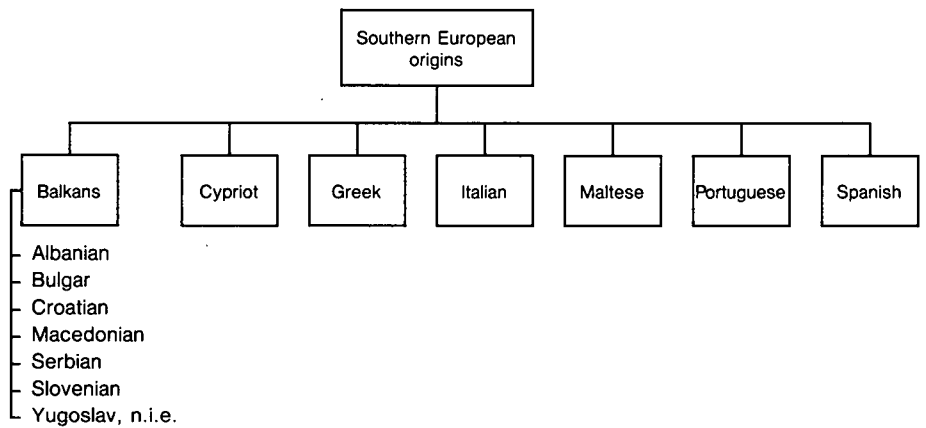 Southern European
origins
Balkans
Cypriot
Greek
Italian
Maltese
Portuguese
Spanish
Albanian
Bulgar
Croatian
Macedonian
Serbian
Slovenian
Yugoslav, n.i.e.